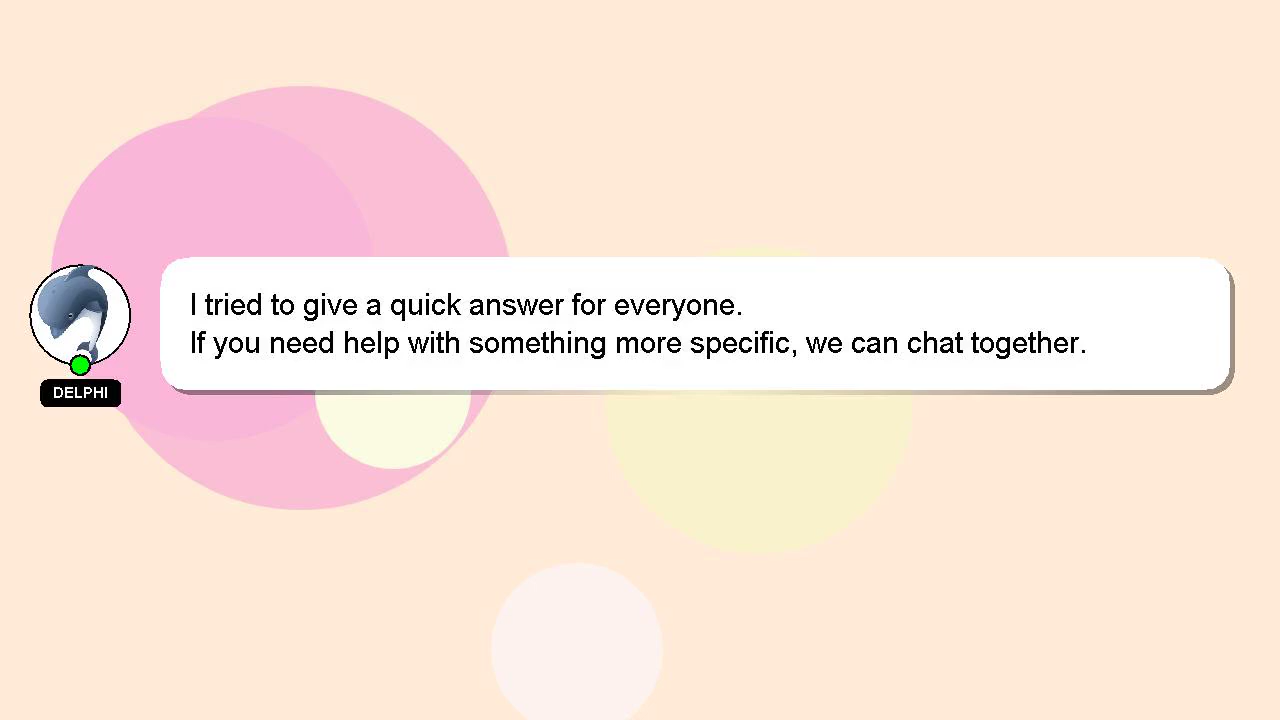 I tried to give a quick answer for everyone.
If you need help with something more specific, we can chat together.
DELPHI